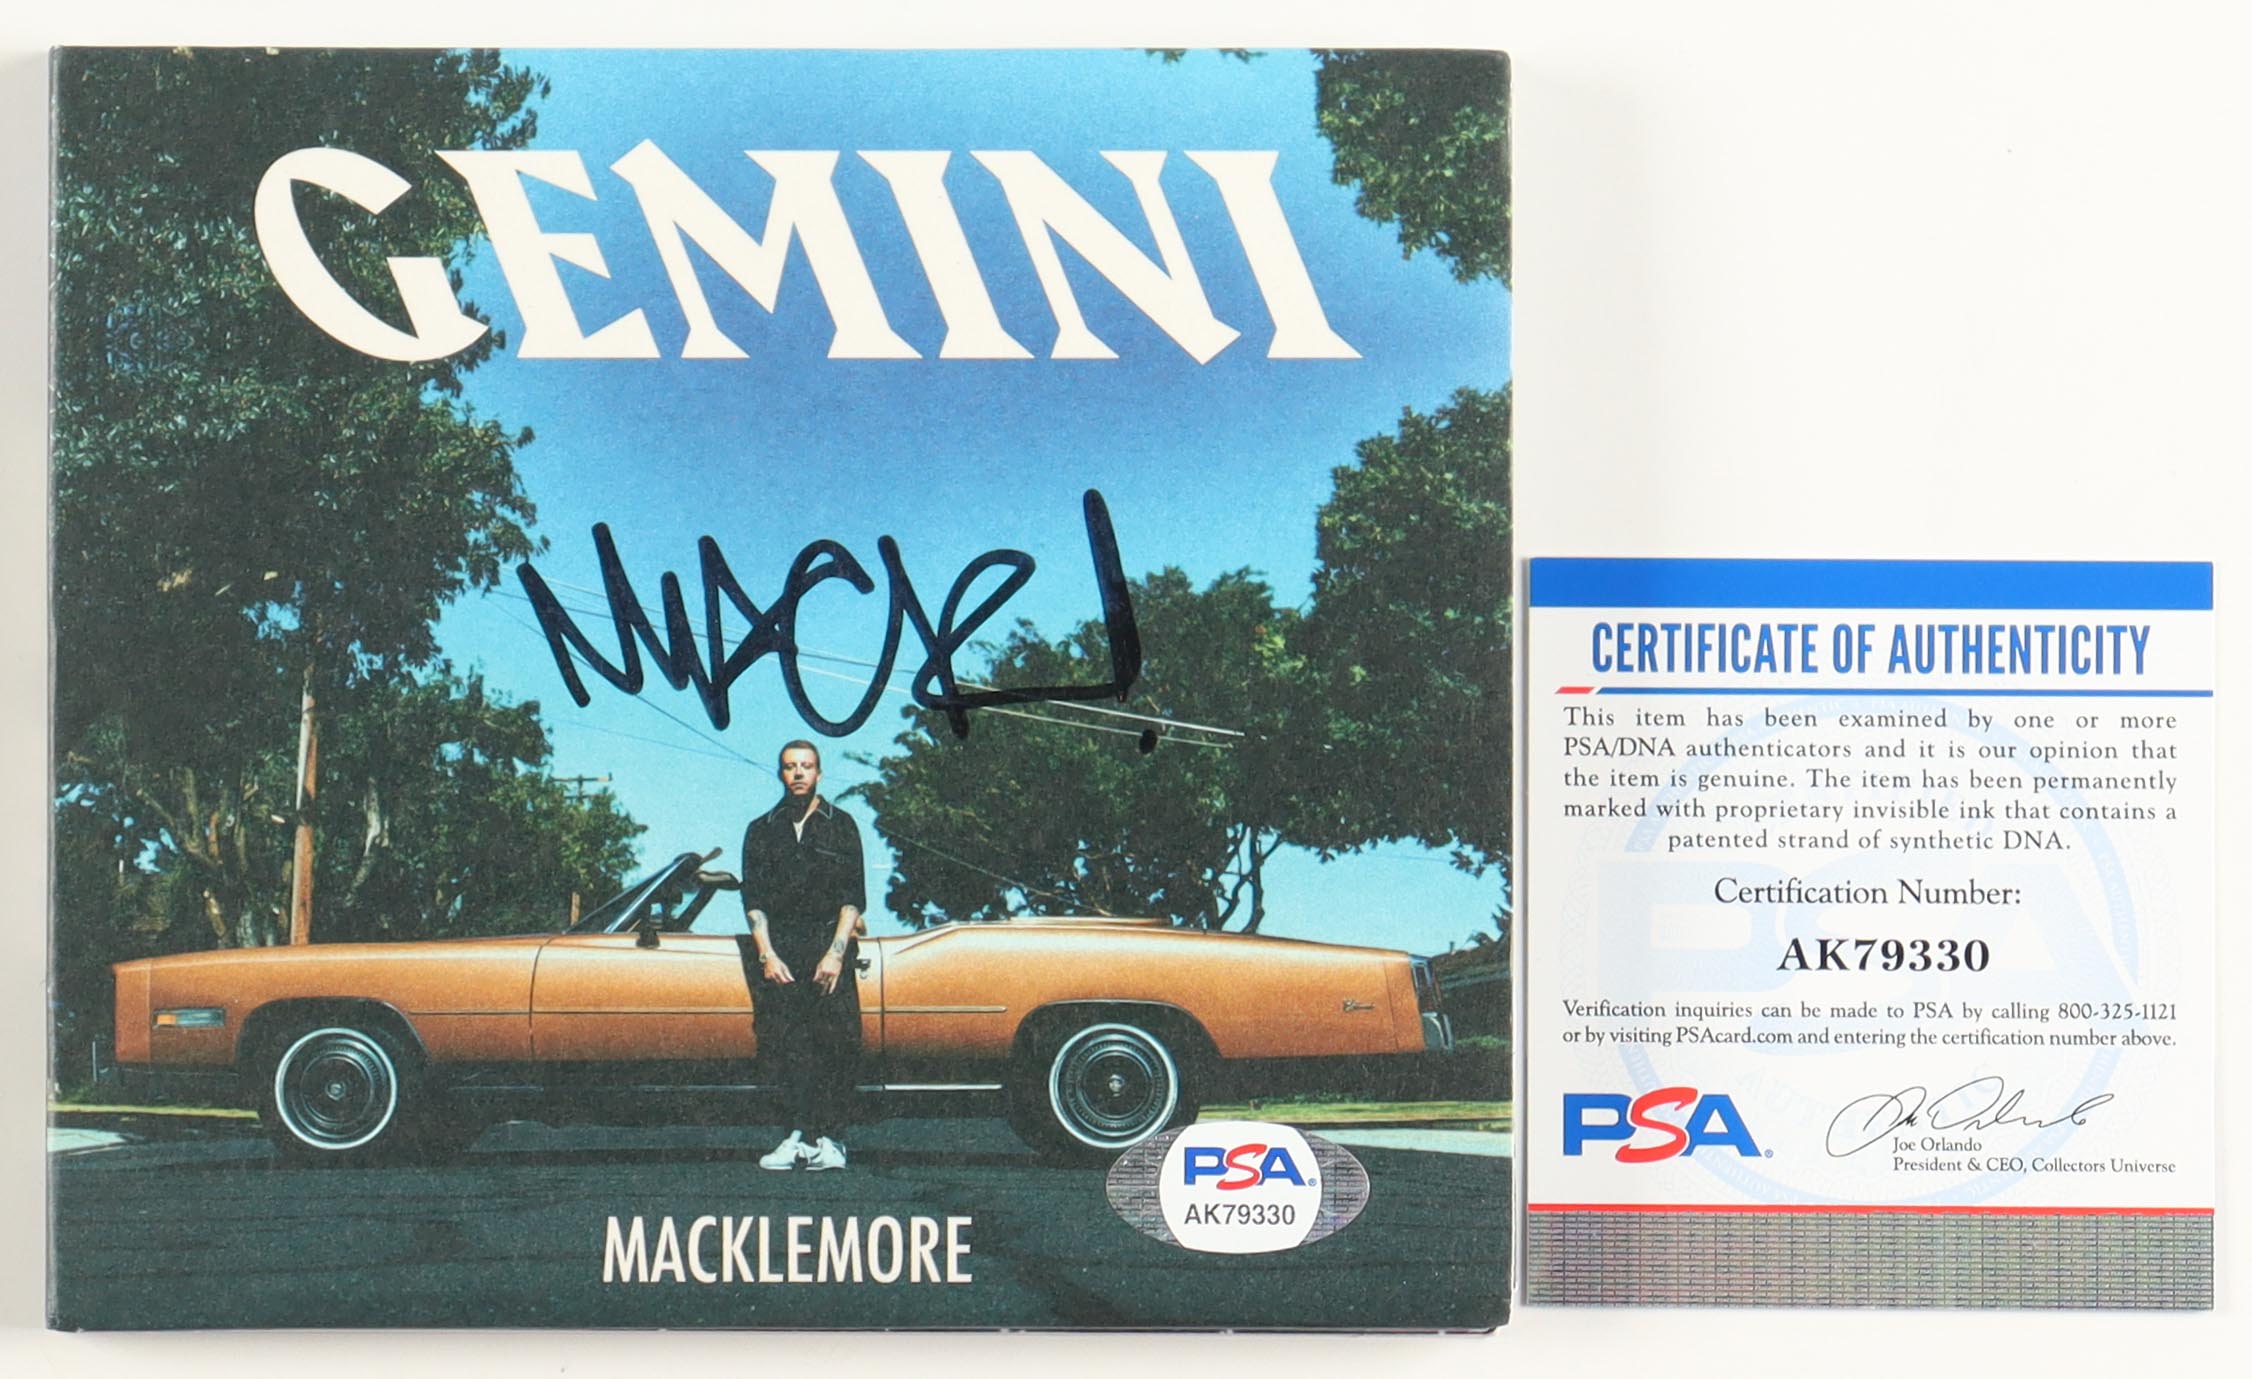 GEMINI
MACKLEMORE
PSA
AK79330
CERTIFICATE OF AUTHENTICITY
This item has been examined by one or more
PSA/DNA authenticators and it is our opinion that
the item is genuine. The item has been permanently
marked with proprietary invisible ink that contains a
patented strand of synthetic DNA.
Certification Number:
AK79330
Verification inquiries can be made to PSA by calling 800-325-1121
or by visiting PSAcard.com and entering the certification number above.
PSA®
Joe Orlando
President & CEO, Collectors Universe